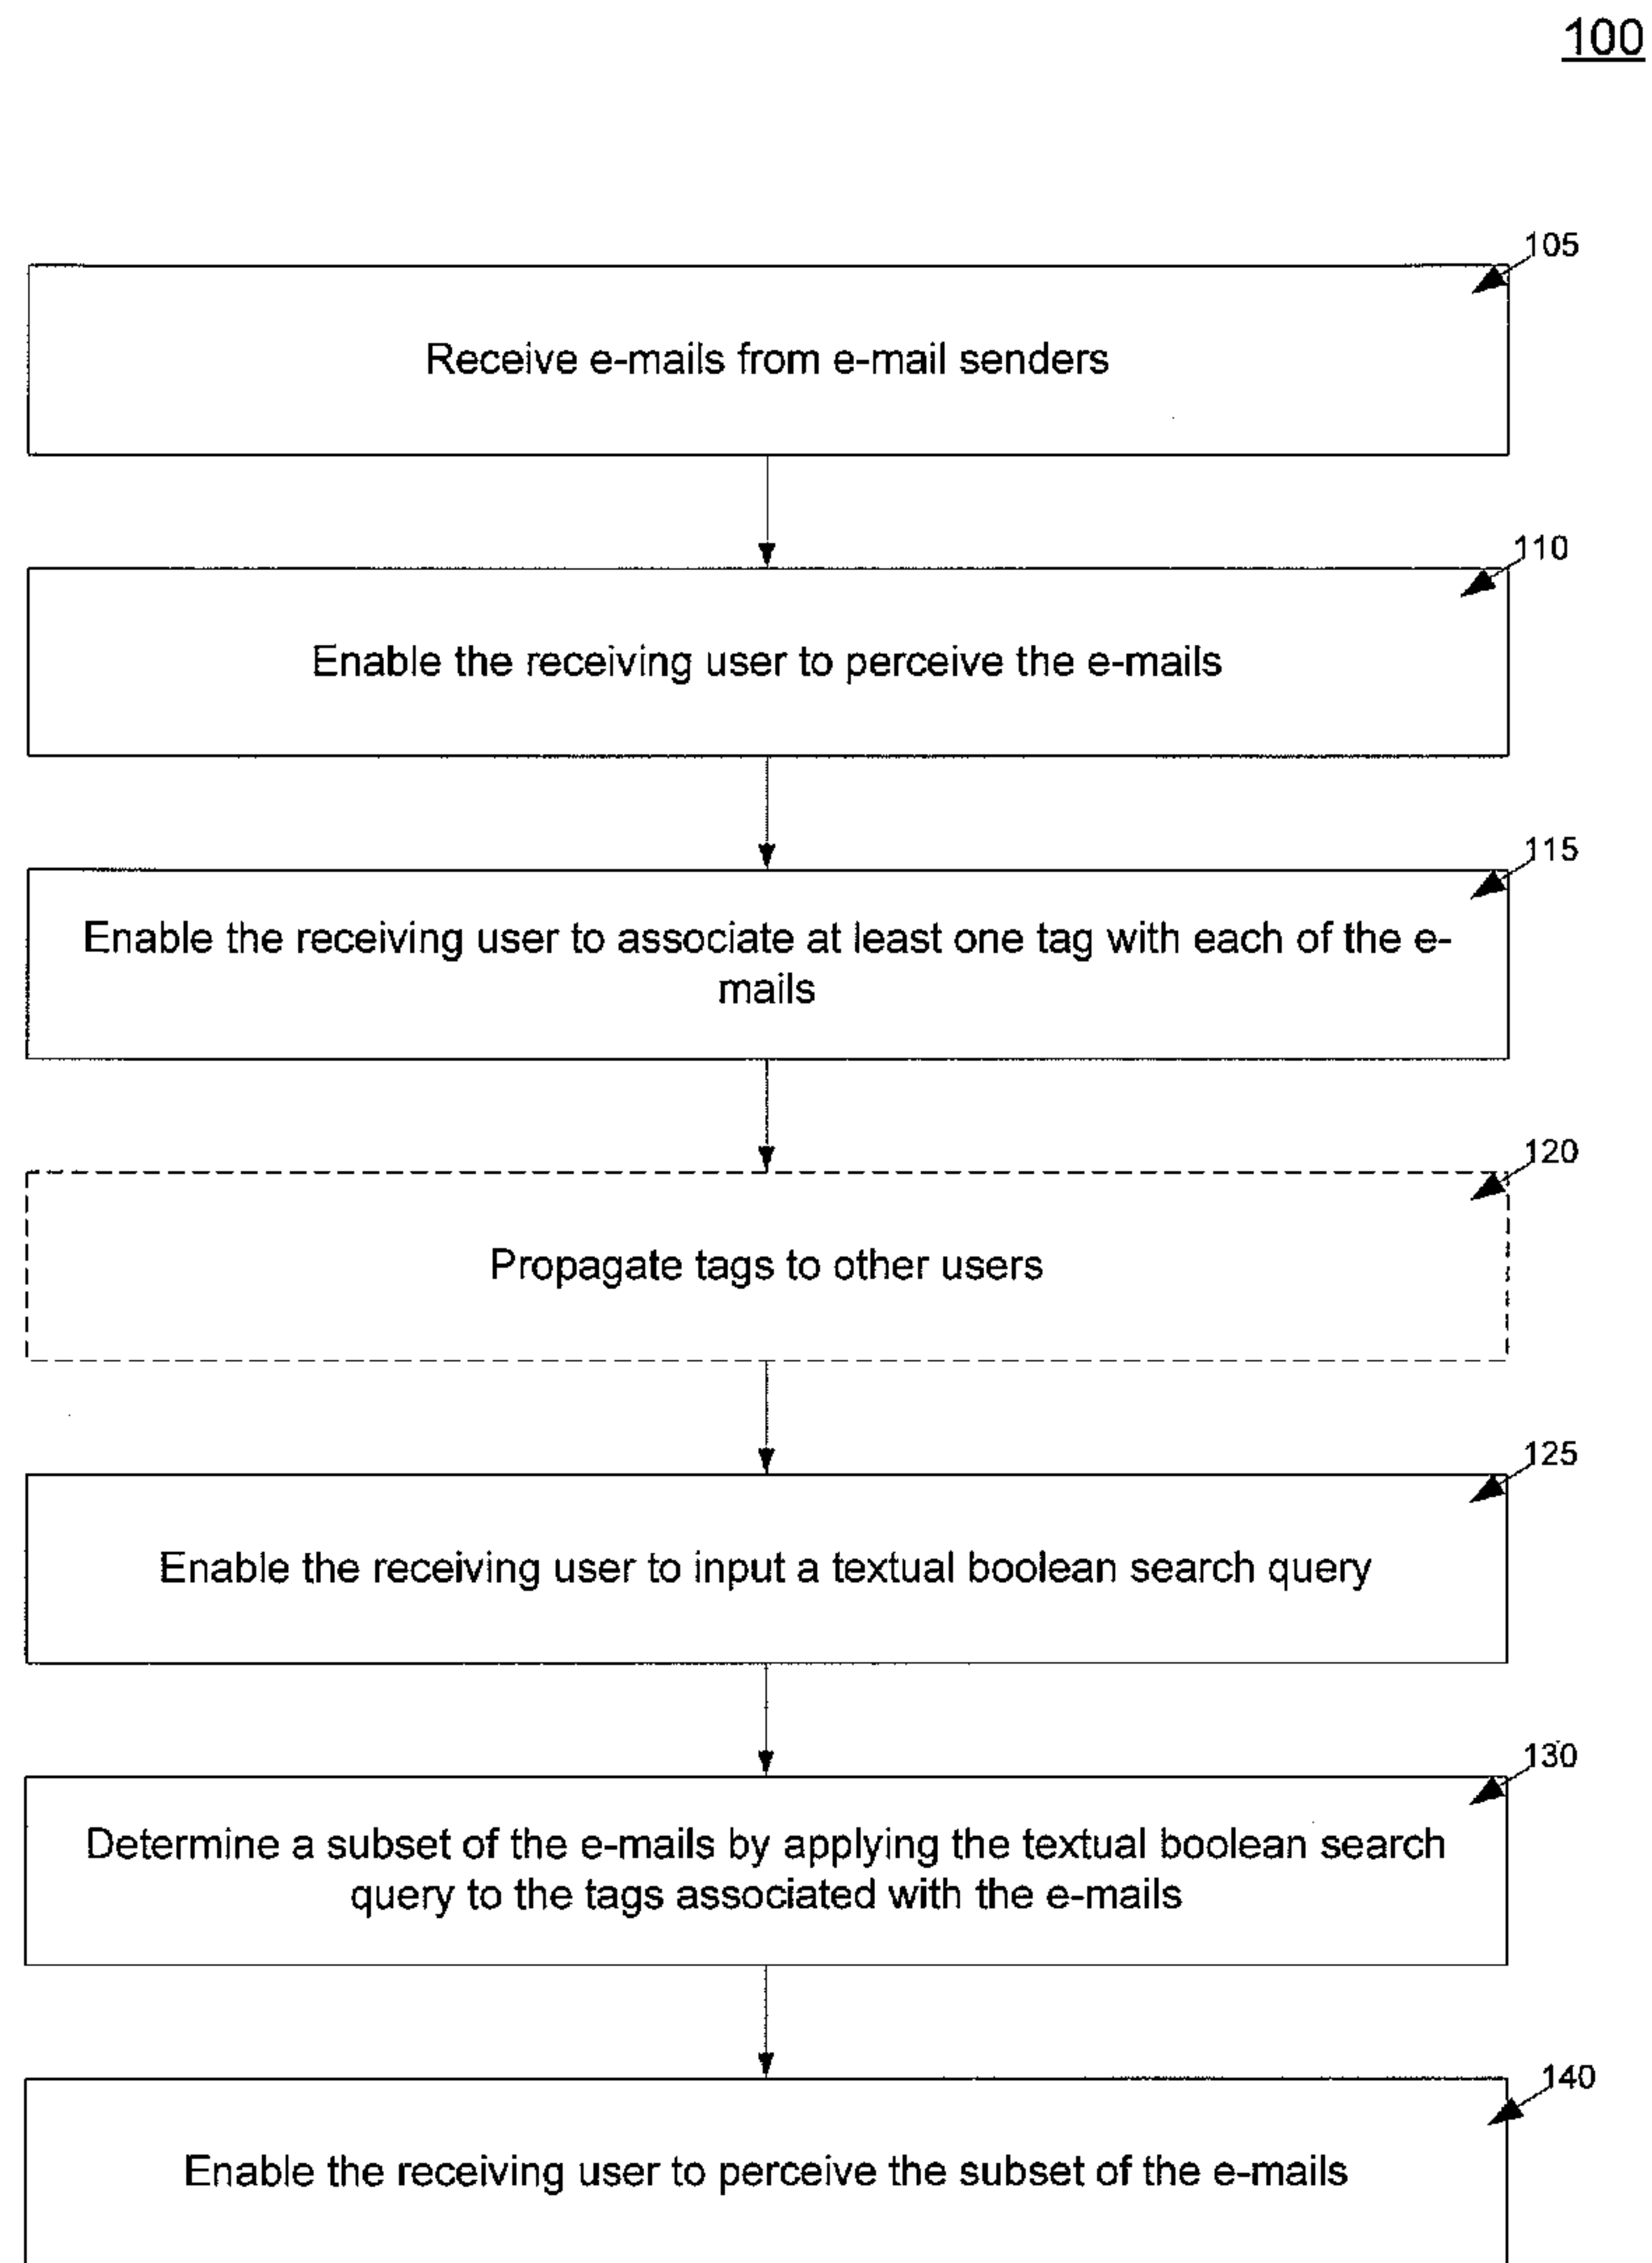 100
105
Receive e-mails from e-mail senders
110
Enable the receiving user to perceive the e-mails
115
Enable the receiving user to associate at least one tag with each of the e-
mails
120
Propagate tags to other users
125
Enable the receiving user to input a textual boolean search query
130
Determine a subset of the e-mails by applying the textual boolean search
query to the tags associated with the e-mails
140
Enable the receiving user to perceive the subset of the e-mails